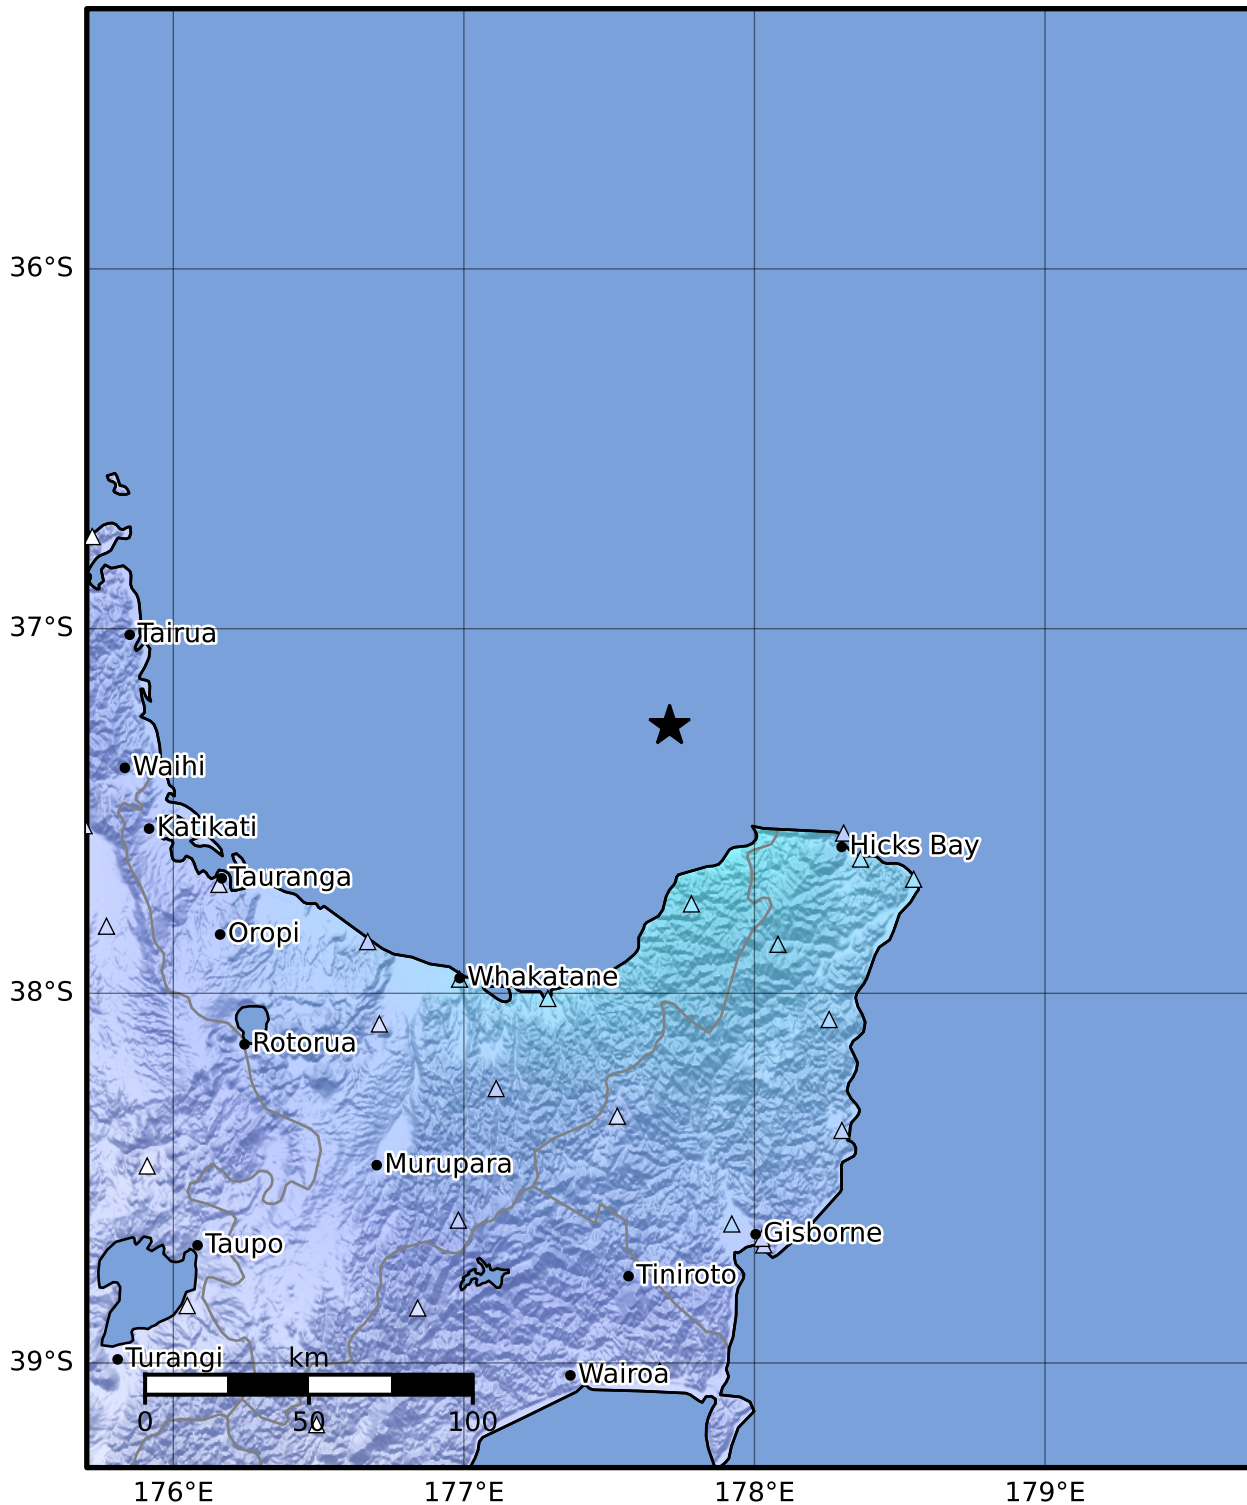 36°S
37°S
Tairua
Waihi
Katikati
Hicks Bay
Tauranga
Oropi
Whakatane
38°S
Rotorua
Murupara
Gisborne
Taupo
Tiniroto
39°S
Turangi
km
Wairoa
0 50 100
176°E 177°E 178°E 179°E